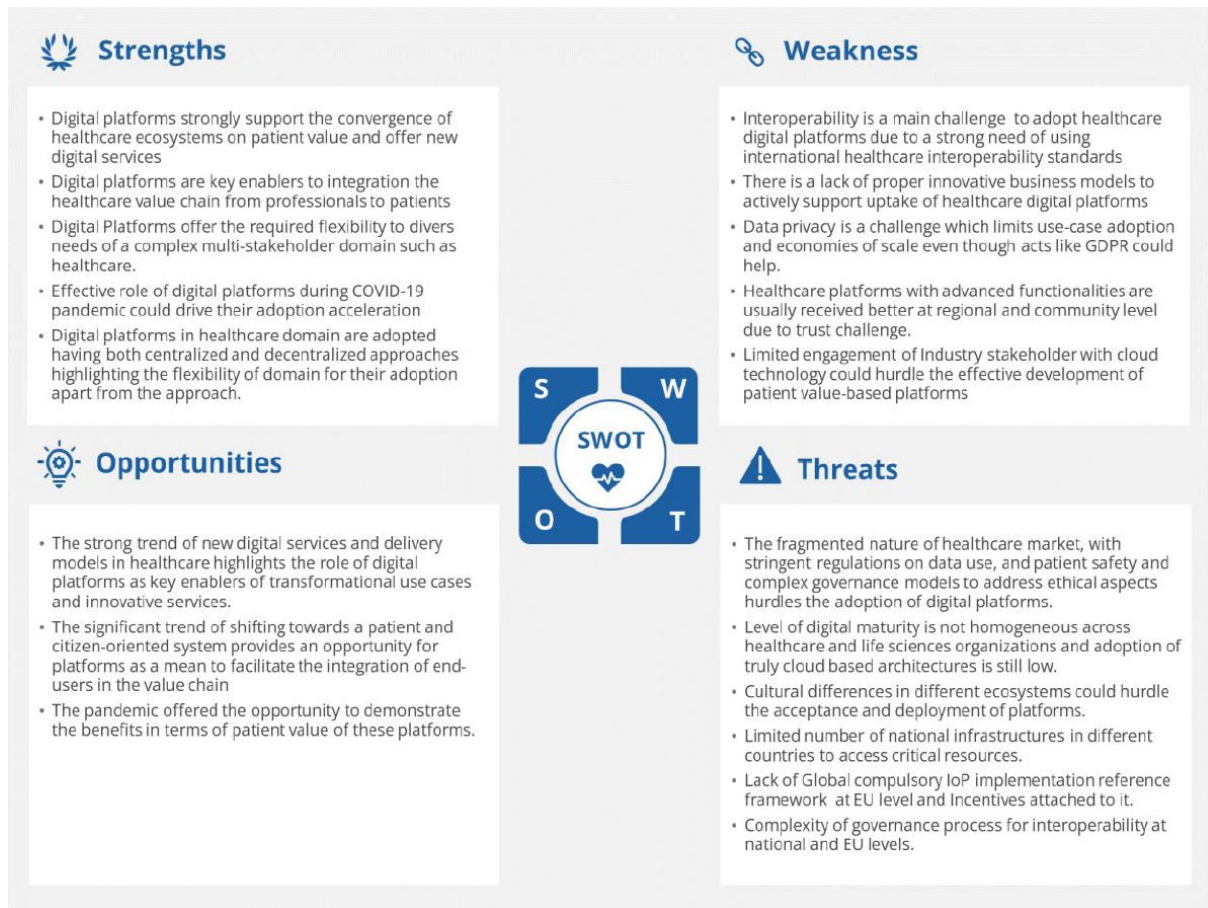 Strengths
• Digital platforms strongly support the convergence of
healthcare ecosystems on patient value and offer new
digital services
• Digital platforms are key enablers to integration the
healthcare value chain from professionals to patients
• Digital Platforms offer the required flexibility to divers
needs of a complex multi-stakeholder domain such as
healthcare.
• Effective role of digital platforms during COVID-19
pandemic could drive their adoption acceleration
• Digital platforms in healthcare domain are adopted
having both centralized and decentralized approaches
highlighting the flexibility of domain for their adoption
apart from the approach.
Weakness
• Interoperability is a main challenge to adopt healthcare
digital platforms due to a strong need of using
international healthcare interoperability standards
• There is a lack of proper innovative business models to
actively support uptake of healthcare digital platforms
• Data privacy is a challenge which limits use-case adoption
and economies of scale even though acts like GDPR could
help.
• Healthcare platforms with advanced functionalities are
usually received better at regional and community level
due to trust challenge.
• Limited engagement of Industry stakeholder with cloud
technology could hurdle the effective development of
patient value-based platforms
S
W
SWOT
O
T
Opportunities
• The strong trend of new digital services and delivery
models in healthcare highlights the role of digital
platforms as key enablers of transformational use cases
and innovative services.
• The significant trend of shifting towards a patient and
citizen-oriented system provides an opportunity for
platforms as a mean to facilitate the integration of end-
users in the value chain
• The pandemic offered the opportunity to demonstrate
the benefits in terms of patient value of these platforms.
Threats
• The fragmented nature of healthcare market, with
stringent regulations on data use, and patient safety and
complex governance models to address ethical aspects
hurdles the adoption of digital platforms.
• Level of digital maturity is not homogeneous across
healthcare and life sciences organizations and adoption of
truly cloud based architectures is still low.
• Cultural differences in different ecosystems could hurdle
the acceptance and deployment of platforms.
• Limited number of national infrastructures in different
countries to access critical resources.
• Lack of Global compulsory IoP implementation reference
framework at EU level and Incentives attached to it.
• Complexity of governance process for interoperability at
national and EU levels.